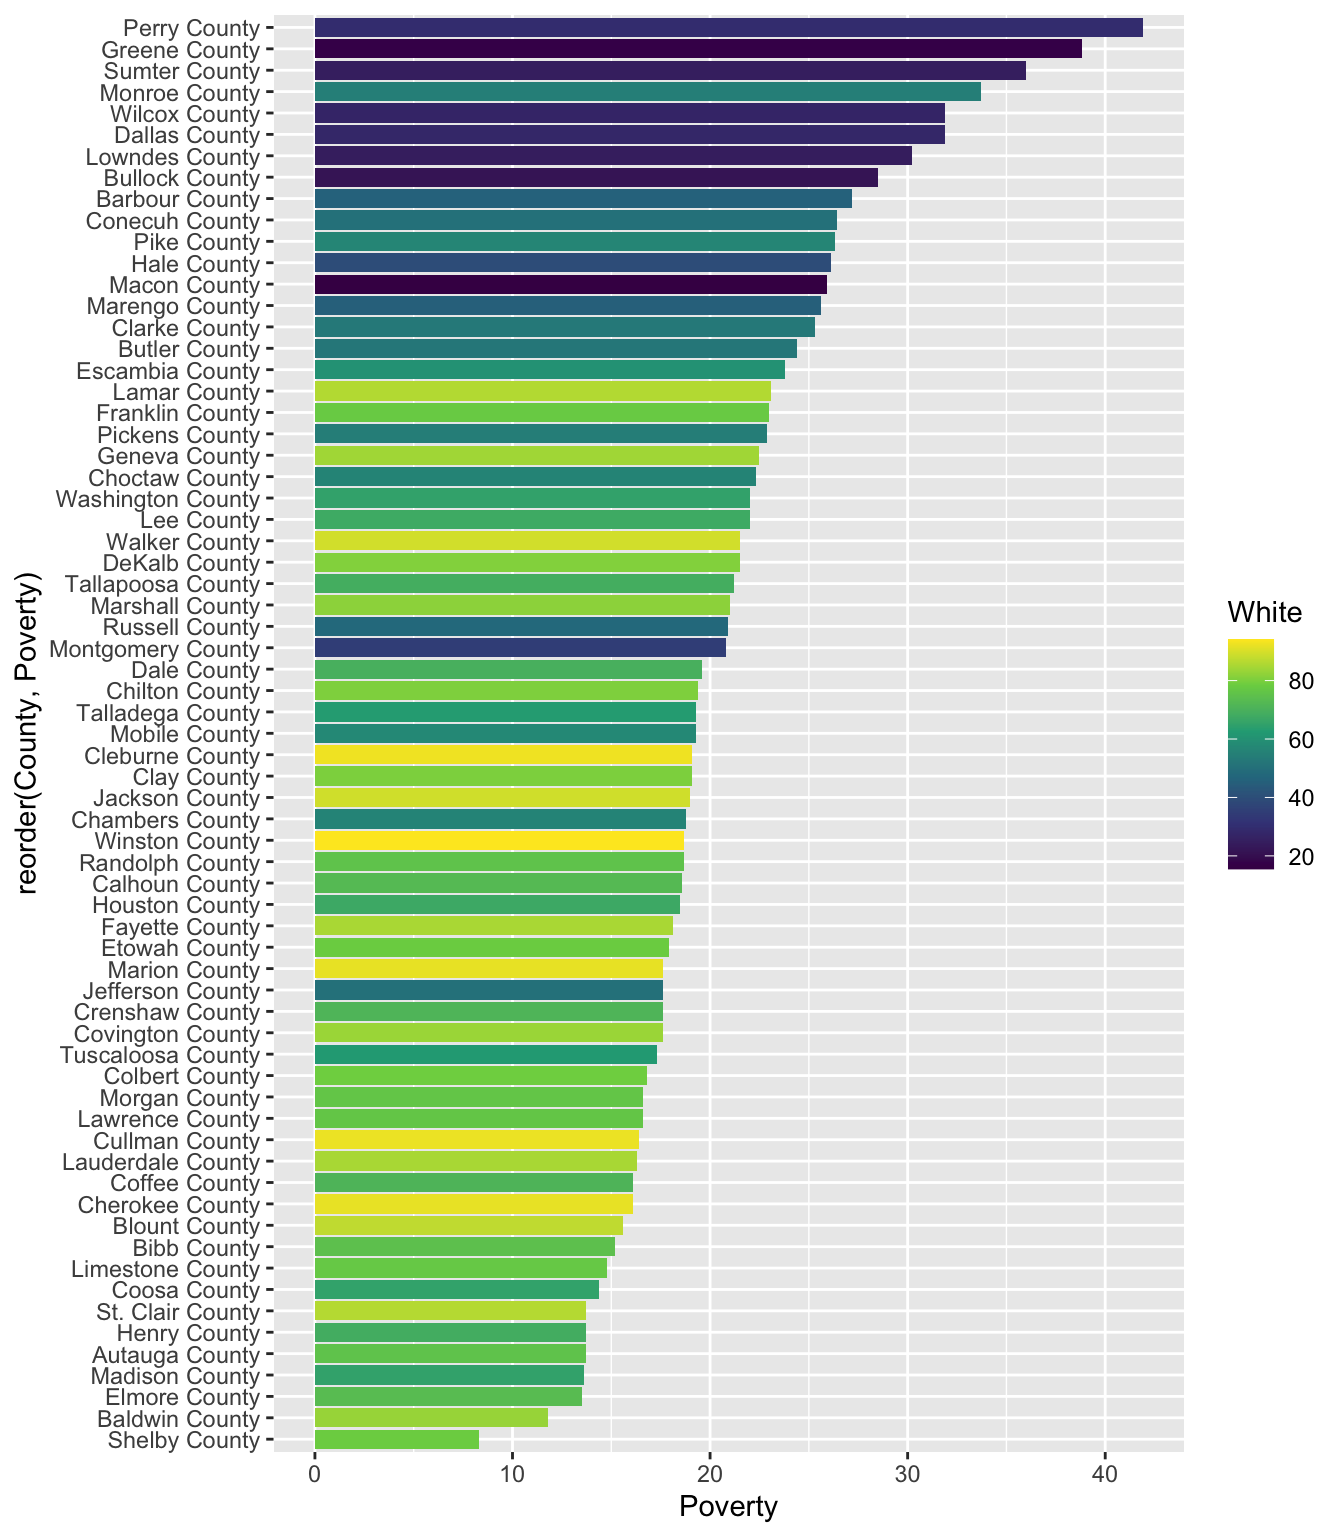 Perry County
Greene County
Sumter County
Monroe County
Wilcox County
Dallas County
Lowndes County
Bullock County
Barbour County
Conecuh County
Pike County
Hale County
Macon County
Marengo County
Clarke County
Butler County
Escambia County
Lamar County
Franklin County
Pickens County
Geneva County
Choctaw County
Washington County
Lee County
Walker County
DeKalb County
Tallapoosa County
Marshall County
Russell County
Montgomery County
Dale County
Chilton County
Talladega County
Mobile County
Cleburne County
Clay County
Jackson County
Chambers County
Winston County
Randolph County
Calhoun County
Houston County
Fayette County
Etowah County
Marion County
Jefferson County
Crenshaw County
Covington County
Tuscaloosa County
Colbert County
Morgan County
Lawrence County
Cullman County
Lauderdale County
Coffee County
Cherokee County
Blount County
Bibb County
Limestone County
Coosa County
St. Clair County
Henry County
Autauga County
Madison County
Elmore County
Baldwin County
Shelby County
reorder(County, Poverty)
0 10 20 30 40
Poverty
White
80
60
40
20